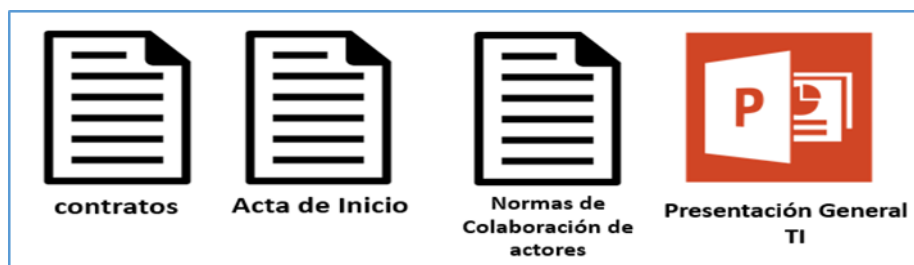 P
contratos
Acta de Inicio
Normas de
Colaboración de
actores
Presentación General
TI